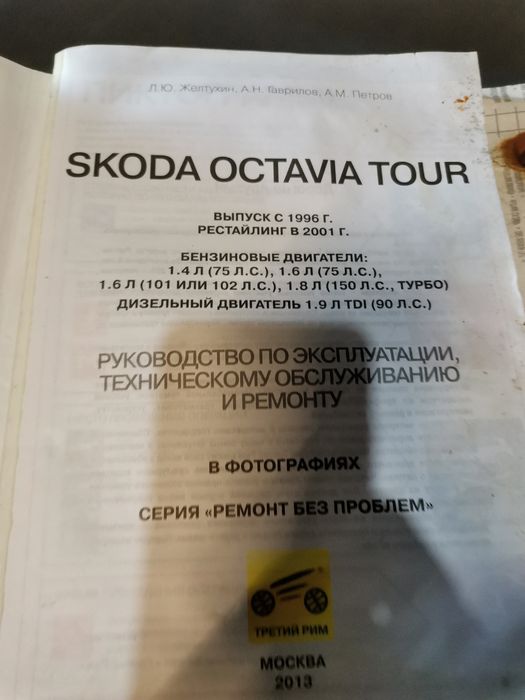 Л.Ю. Желтухин, А.Н. Гаврилов, А.М. Петров
SKODA OCTAVIA TOUR
ВЫПУСК С 1996 Г.
РЕСТАЙЛИНГ В 2001 Г.
БЕНЗИНОВЫЕ ДВИГАТЕЛИ:
1.4 Л (75 Л.С.), 1.6 Л (75 Л.С.),
1.6 Л (101 ИЛИ 102 Л.С.), 1.8 Л (150 Л.С., ТУРБО)
ДИЗЕЛЬНЫЙ ДВИГАТЕЛЬ 1.9 Л TDI (90 Л.С.)
РУКОВОДСТВО ПО ЭКСПЛУАТАЦИИ,
ТЕХНИЧЕСКОМУ ОБСЛУЖИВАНИЮ
И РЕМОНТУ
В ФОТОГРАФИЯХ
СЕРИЯ «РЕМОНТ БЕЗ ПРОБЛЕМ»
ТРЕТИЙ РИМ
МОСКВА
2013